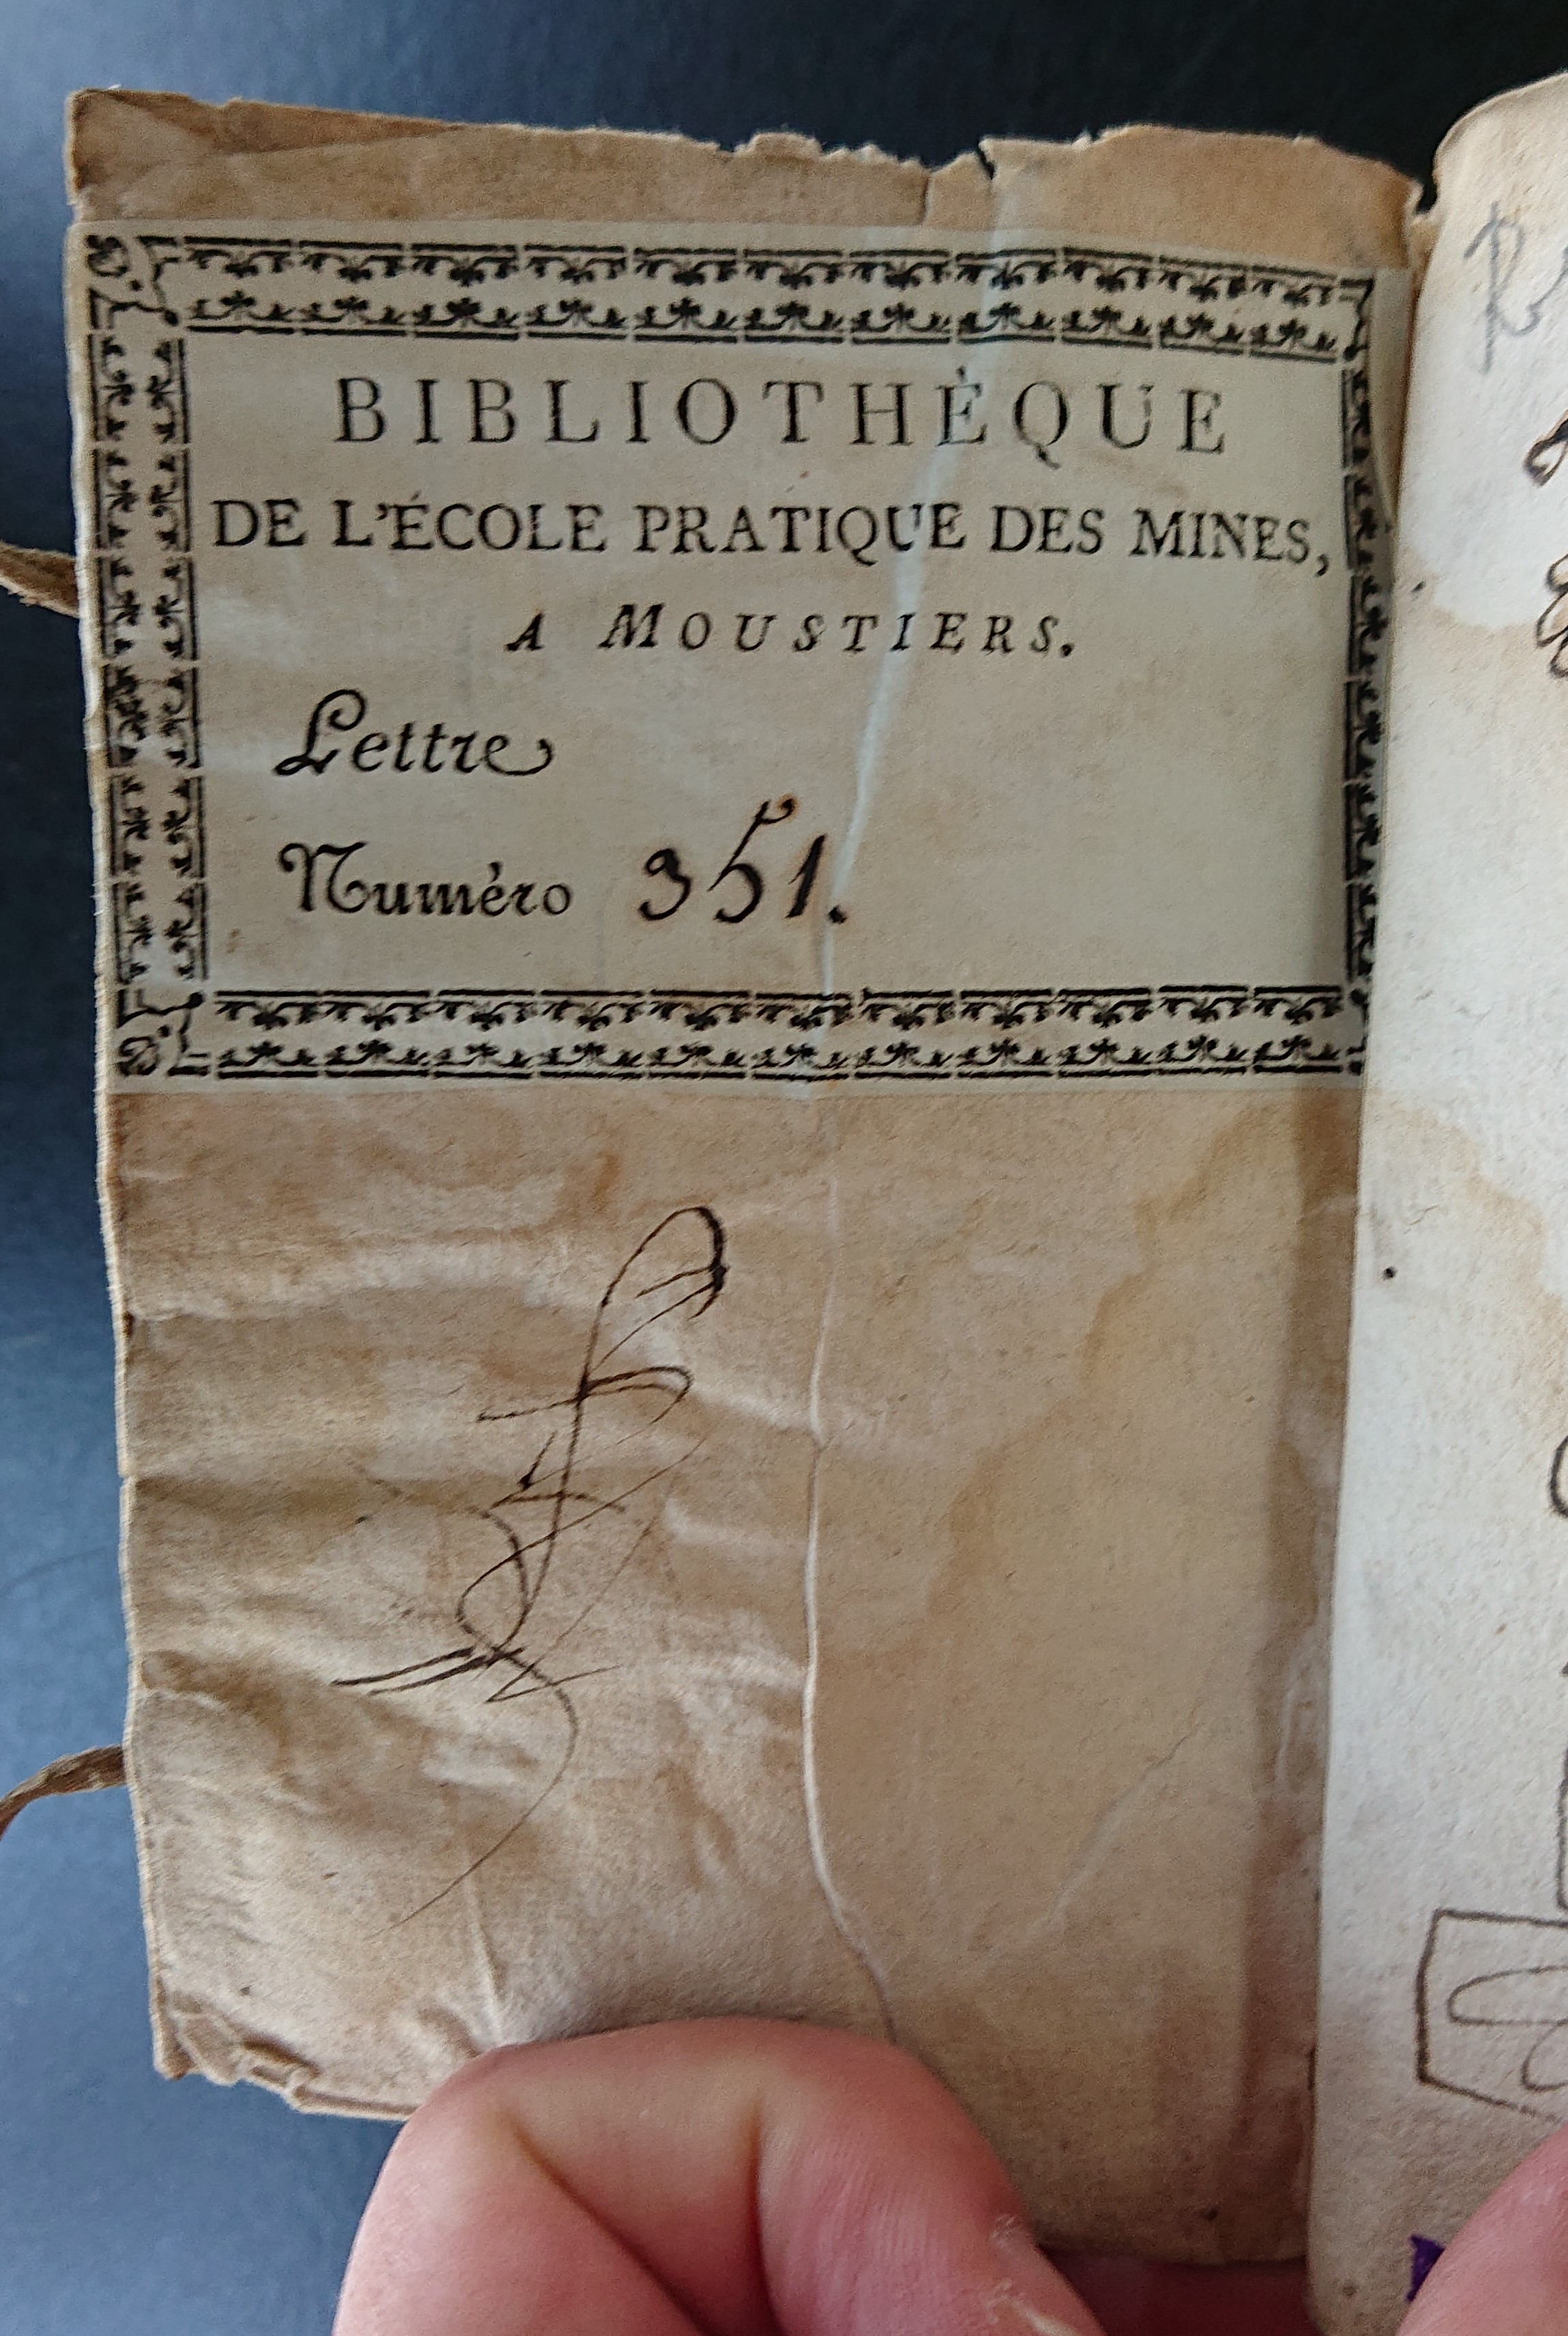 BIBLIOTHÈQUE
DE L'ÉCOLE PRATIQUE DES MINES,
A MOUSTIERS.
Lettre
Numéro 351.